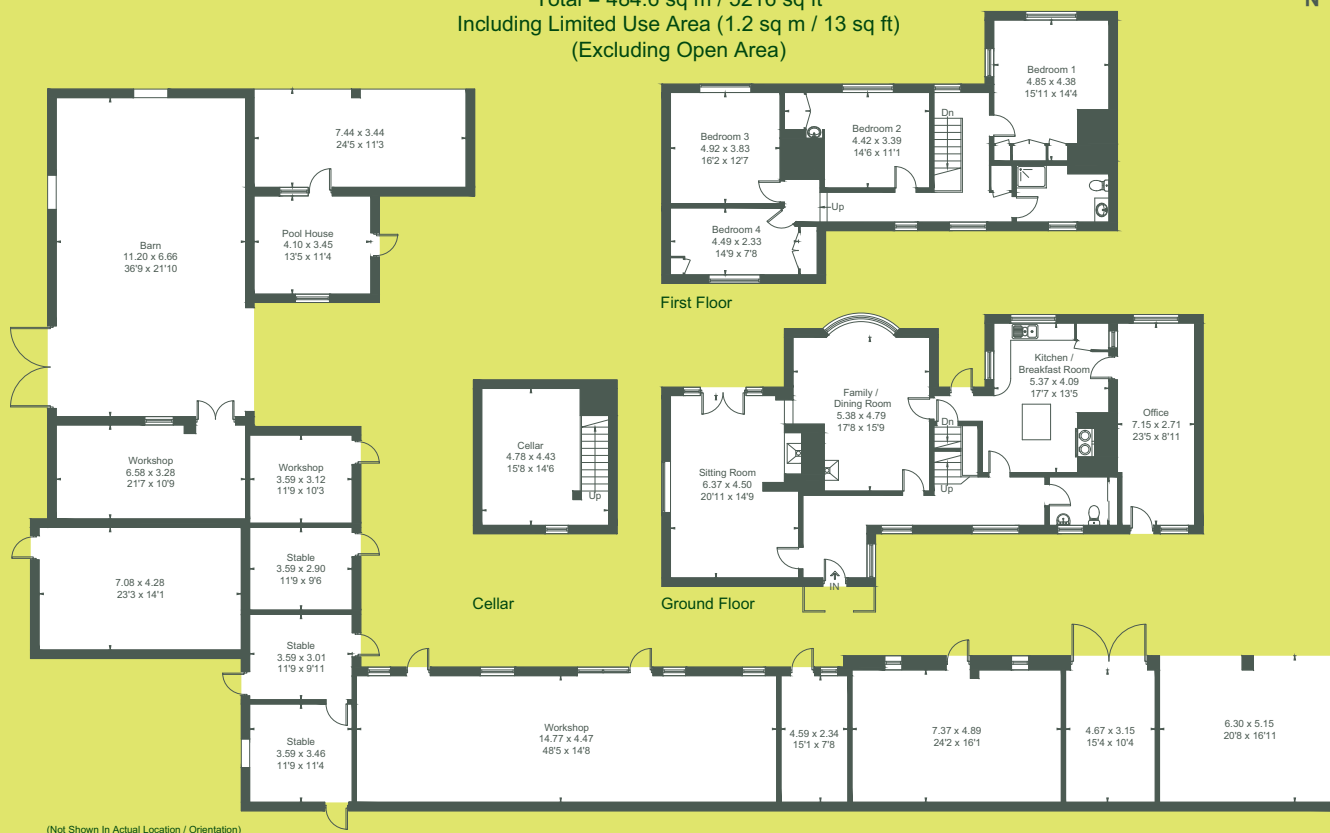 Including Limited Use Area (1.2 sq m / 13 sq ft)
(Excluding Open Area)
N
Bedroom 1
4.85 x 4.38
15'11 x 14'4
Bedroom 2
4.42 x 3.39
14'6 x 11'1
Dn
Bedroom 3
4.92 x 3.83
16'2 x 12'7
Up
Bedroom 4
4.49 x 2.33
14'9 x 7'8
First Floor
7.44 x 3.44
24'5 x 11'3
Pool House
4.10 x 3.45
13'5 x 11'4
Barn
11.20 x 6.66
36'9 x 21'10
Kitchen /
Breakfast Room
5.37 x 4.09
17'7 x 13'5
Family /
Dining Room
5.38 x 4.79
17'8 x 15'9
Office
7.15 x 2.71
23'5 x 8'11
Dn
Up
Sitting Room
6.37 x 4.50
20'11 x 14'9
IN
Ground Floor
Cellar
4.78 x 4.43
15'8 x 14'6
Up
Cellar
Workshop
6.58 x 3.28
21'7 x 10'9
Workshop
3.59 x 3.12
11'9 x 10'3
Stable
3.59 x 2.90
11'9 x 9'6
7.08 x 4.28
23'3 x 14'1
Stable
3.59 x 3.01
11'9 x 9'11
Stable
3.59 x 3.46
11'9 x 11'4
Workshop
14.77 x 4.47
48'5 x 14'8
4.59 x 2.34
15'1 x 7'8
7.37 x 4.89
24'2 x 16'1
4.67 x 3.15
15'4 x 10'4
6.30 x 5.15
20'8 x 16'11
(Not Shown In Actual Location / Orientation)